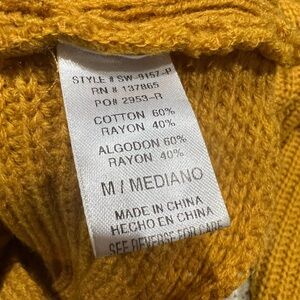 STYLE # SW-9157-P
RN # 137865
PO# 2953-R
COTTON 60%
RAYON 40%
ALGODON 60%
RAYON 40%
M / MEDIANO
MADE IN CHINA
HECHO EN CHINA
SEE REVERSE FOR CARE